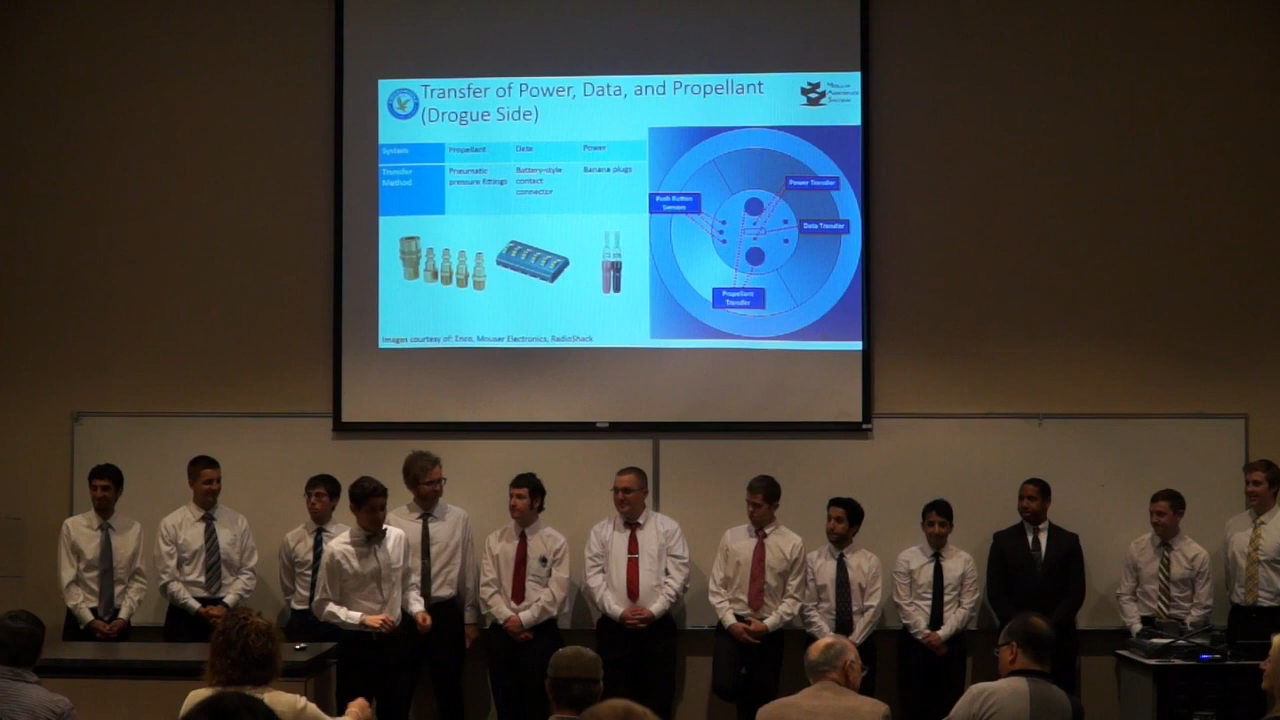 Transfer of Power, Data, and Propellant
(Drogue Side)
System Propellant Data Power
Transfer Method
Pneumatic pressure fittings
Battery-style contact connector
Banana plugs
Push Button Sensors
Power Transfer
Data Transfer
Propellant Transfer
Images courtesy of: Enco, Mouser Electronics, RadioShack